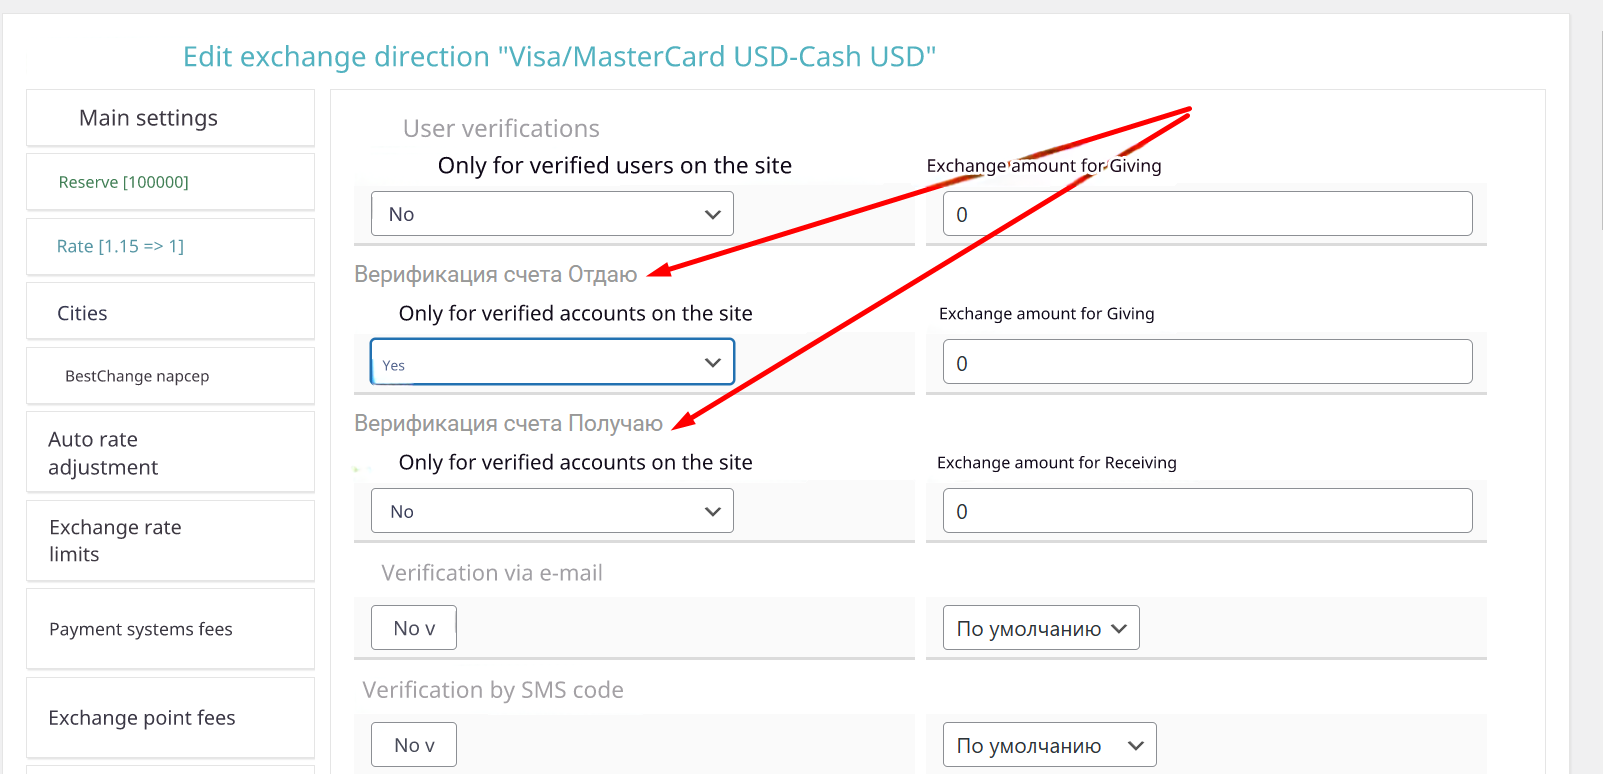 Edit exchange direction "Visa/MasterCard USD-Cash USD"
Main settings
Reserve [100000]
Rate [1.15 => 1]
Cities
BestChange парсер
Auto rate
adjustment
Exchange rate
limits
Payment systems fees
Exchange point fees
User verifications
Only for verified users on the site
Exchange amount for Giving
No
0
Верификация счета Отдаю
Only for verified accounts on the site
Exchange amount for Giving
Yes
0
Верификация счета Получаю
Only for verified accounts on the site
Exchange amount for Receiving
No
0
Verification via e-mail
No v
По умолчанию
Verification by SMS code
No v
По умолчанию